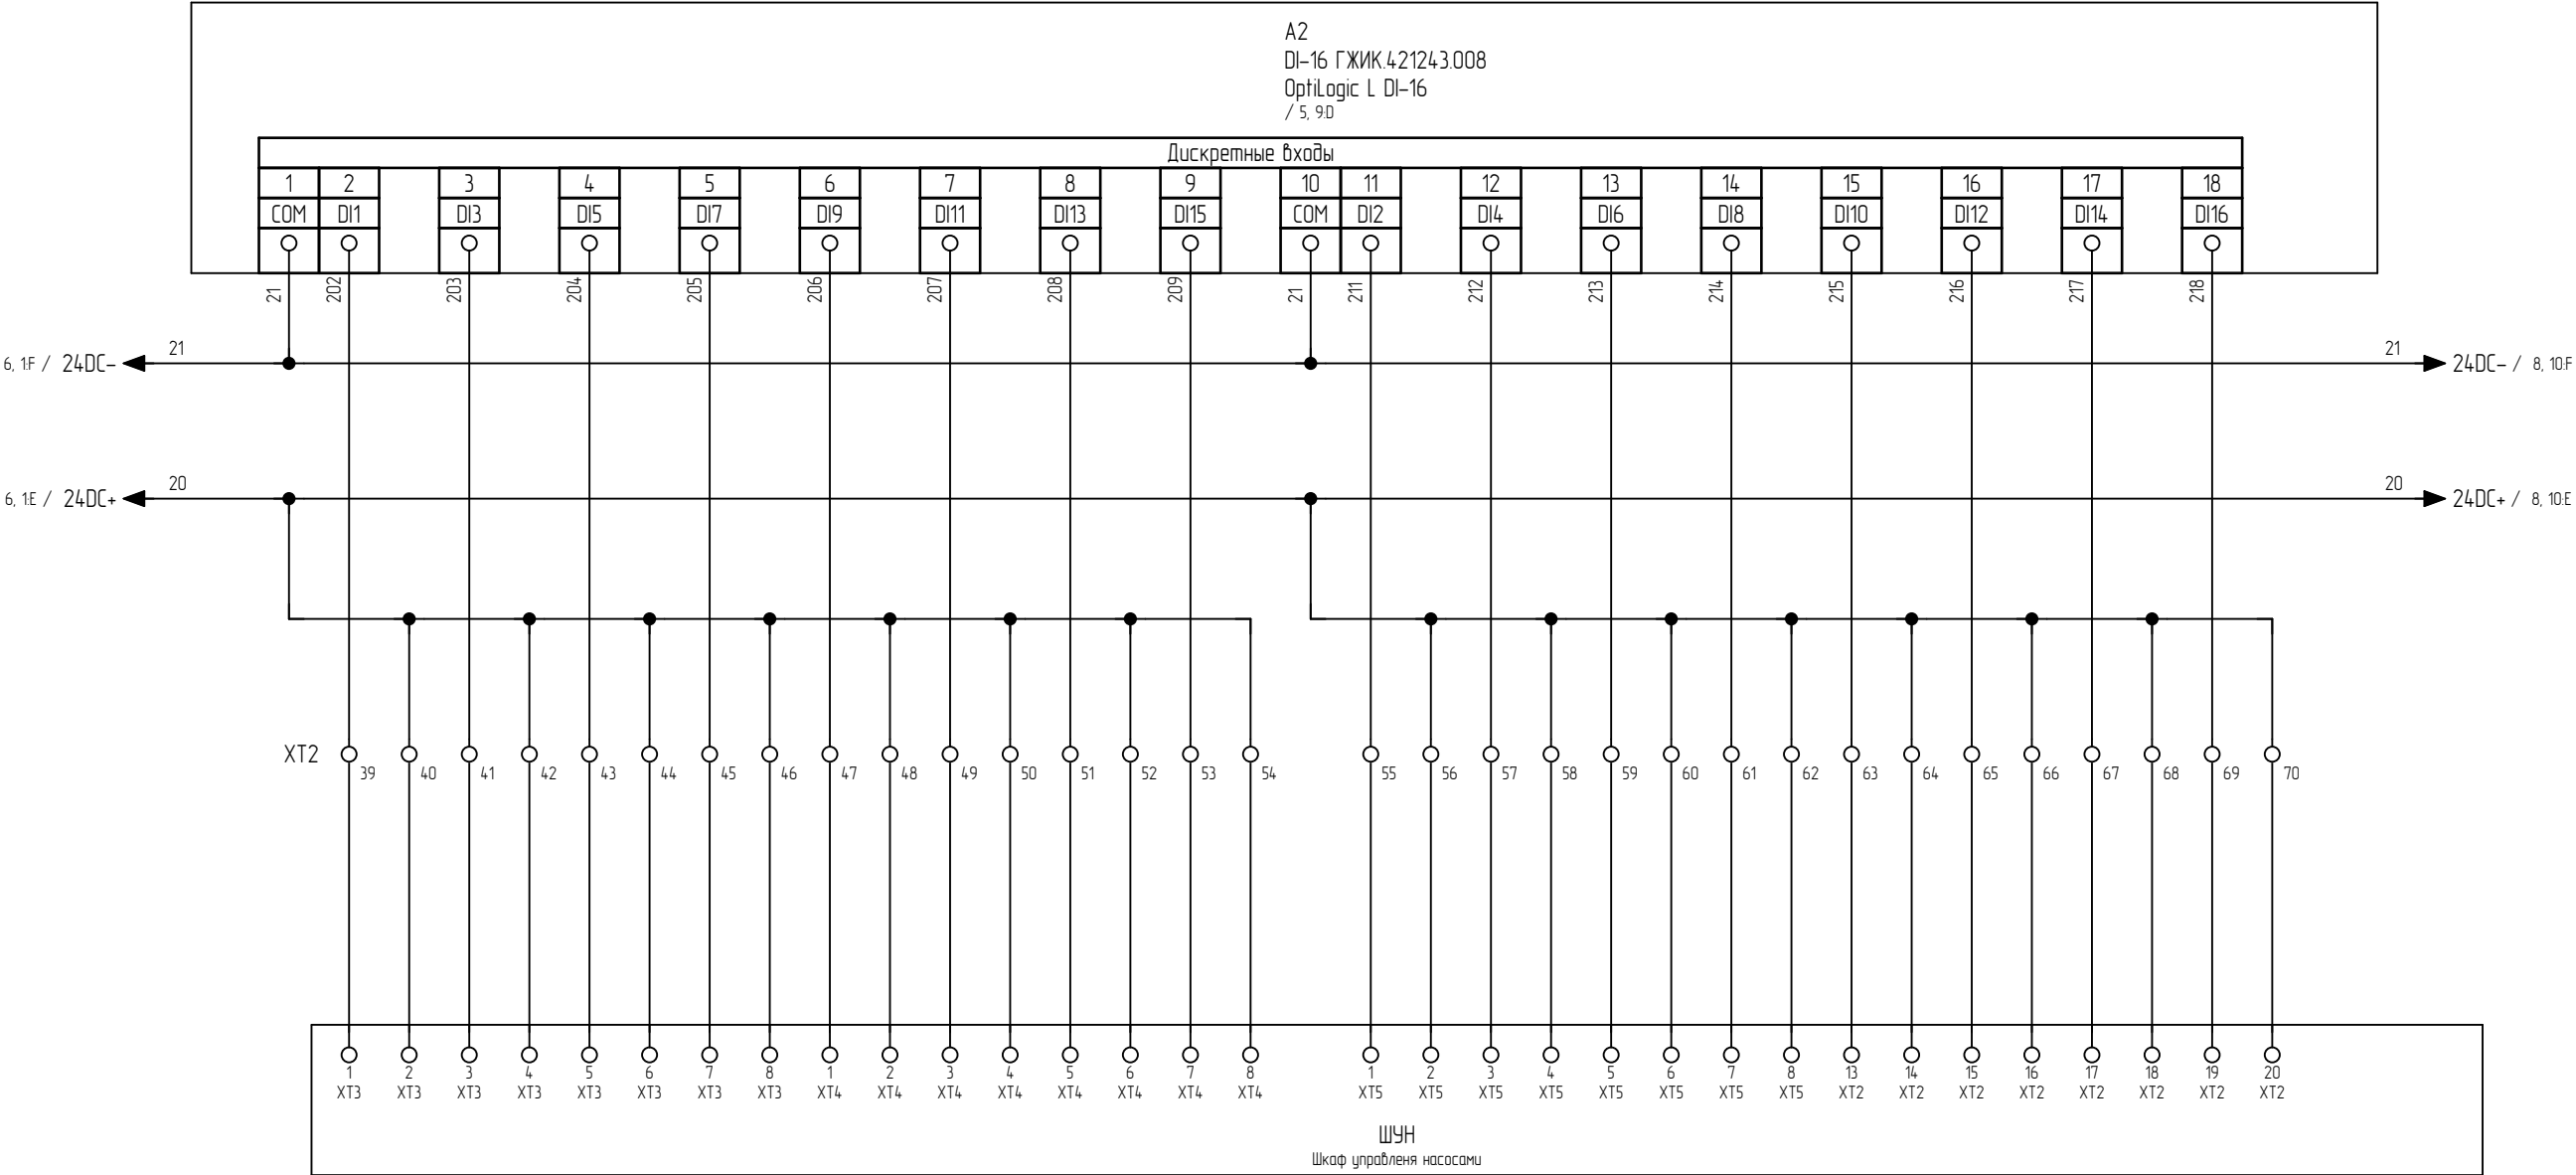 A2
DI-16 ГЖИК.421243.008
OptiLogic L DI-16
/ 5, 9:D
Дискретные входы
1 2 3 4 5 6 7 8 9 10 11 12 13 14 15 16 17 18
COM DI1 DI3 DI5 DI7 DI9 DI11 DI13 DI15 COM DI2 DI4 DI6 DI8 DI10 DI12 DI14 DI16
21 202 203 204 205 206 207 208 209 21 211 212 213 214 215 216 217 218
21 21
6, 1:F / 24DC- 24DC- / 8, 10:F
20 20
6, 1:E / 24DC+ 24DC+ / 8, 10:E
XT2
39 40 41 42 43 44 45 46 47 48 49 50 51 52 53 54 55 56 57 58 59 60 61 62 63 64 65 66 67 68 69 70
1 2 3 4 5 6 7 8 1 2 3 4 5 6 7 8 1 2 3 4 5 6 7 8 13 14 15 16 17 18 19 20
XT3 XT3 XT3 XT3 XT3 XT3 XT3 XT3 XT4 XT4 XT4 XT4 XT4 XT4 XT4 XT4 XT5 XT5 XT5 XT5 XT5 XT5 XT5 XT5 XT2 XT2 XT2 XT2 XT2 XT2 XT2 XT2
ШУН
Шкаф управленя насосами